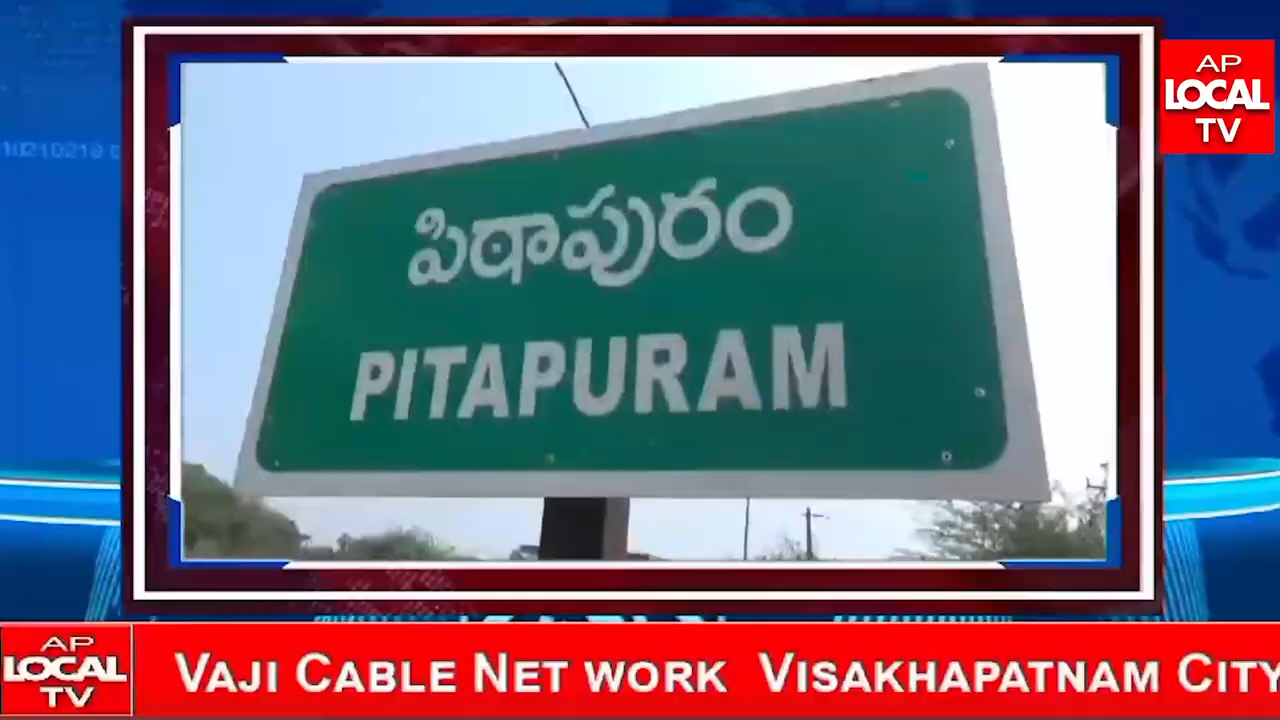 AP
LOCAL
TV
పిఠాపురం
PITAPURAM
AP
LOCAL
TV
VAJI CABLE NET WORK VISAKHAPATNAM CITY